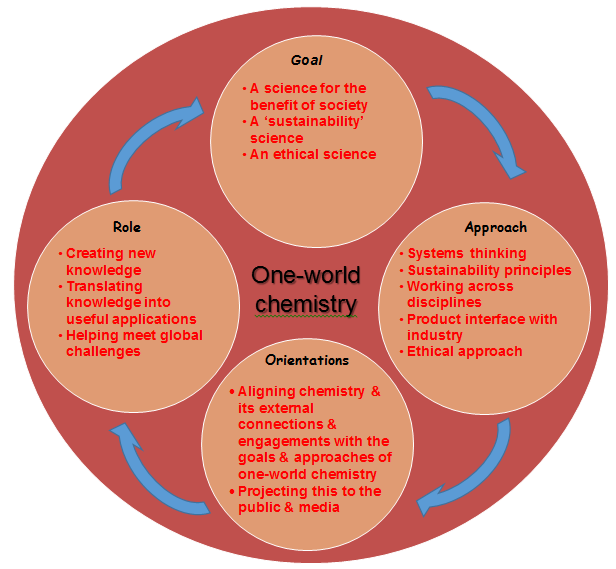 Goal
• A science for the
benefit of society
• A ‘sustainability’
science
• An ethical science
Role
• Creating new
knowledge
• Translating
knowledge into
useful applications
• Helping meet global
challenges
One-world
chemistry
Approach
• Systems thinking
• Sustainability principles
• Working across
disciplines
• Product interface with
industry
• Ethical approach
Orientations
• Aligning chemistry &
its external
connections &
engagements with the
goals & approaches of
one-world chemistry
• Projecting this to the
public & media